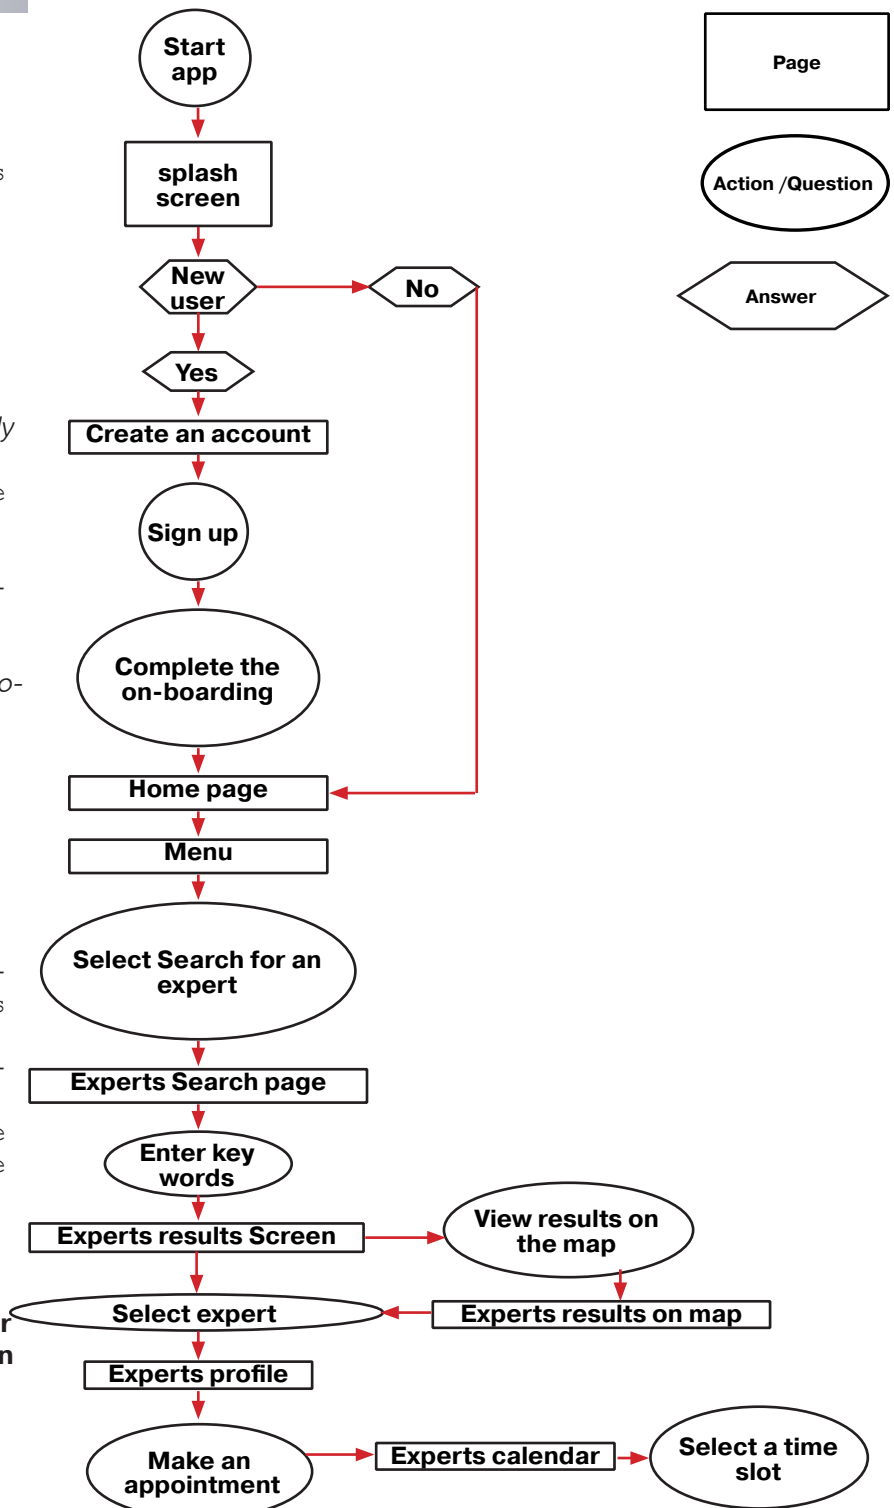 Start
app
Page
splash
screen
s
Action /Question
New
user
No
Answer
Yes
ly
Create an account
e
Sign up
-
Complete the
on-boarding
o-
Home page
Menu
Select Search for an
expert
-
s
-
Experts Search page
e
Enter key
words
e
View results on
the map
Experts results Screen
Select expert
Experts results on map
r
n
Experts profile
Make an
appointment
Experts calendar
Select a time
slot